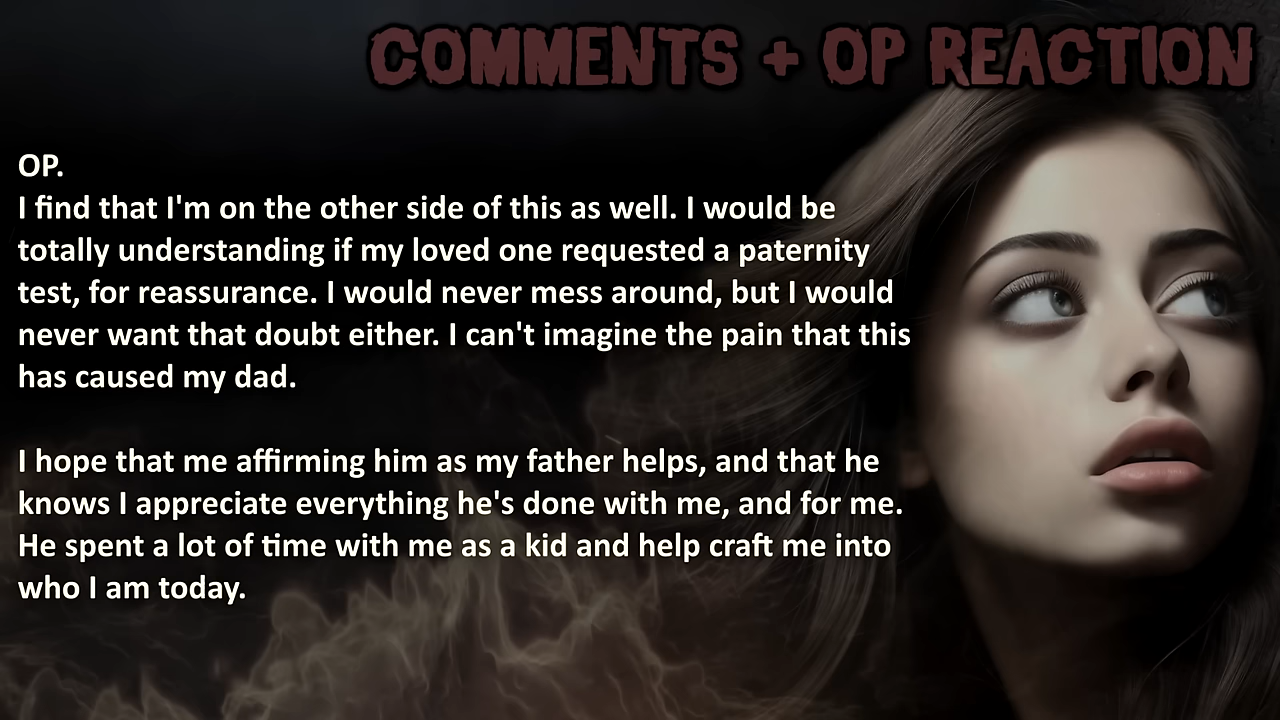 COMMENTS + OP REACTION
OP.
I find that I'm on the other side of this as well. I would be
totally understanding if my loved one requested a paternity
test, for reassurance. I would never mess around, but I would
never want that doubt either. I can't imagine the pain that this
has caused my dad.
I hope that me affirming him as my father helps, and that he
knows I appreciate everything he's done with me, and for me.
He spent a lot of time with me as a kid and help craft me into
who I am today.